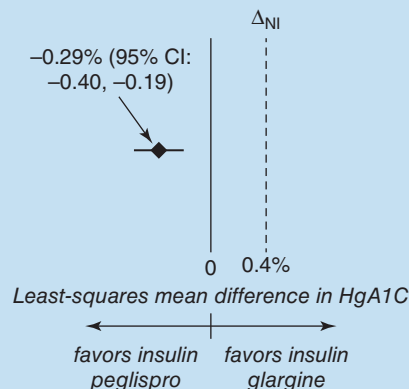 ΔNI
–0.29% (95% CI:
–0.40, –0.19)
0
0.4%
Least-squares mean difference in HgA1C
favors insulin
peglispro
favors insulin
glargine